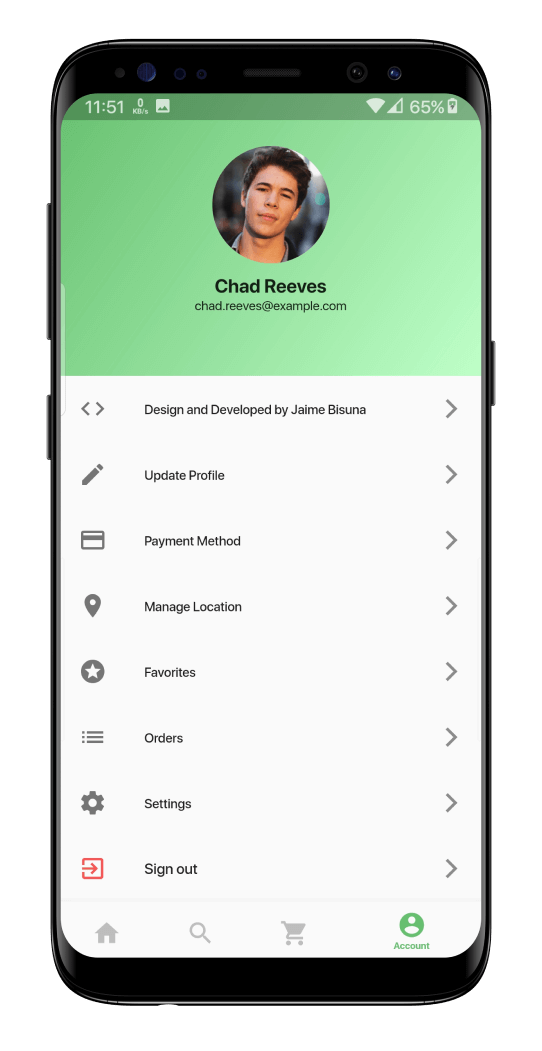 11:51 0 KB/s 65%
Chad Reeves
chad.reeves@example.com
Design and Developed by Jaime Bisuna
Update Profile
Payment Method
Manage Location
Favorites
Orders
Settings
Sign out
Account